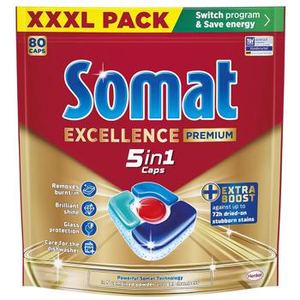 XXXL PACK
Switch program
& Save energy
80
CAPS
Somat
EXCELLENCE PREMIUM
5in1
Caps
Removes
burnt-in
Brilliant
shine
Glass
protection
Care for the
dishwasher
EXTRA
BOOST
against up to
72h dried-on
stubborn stains
Powerful Somat Technology
Henkel